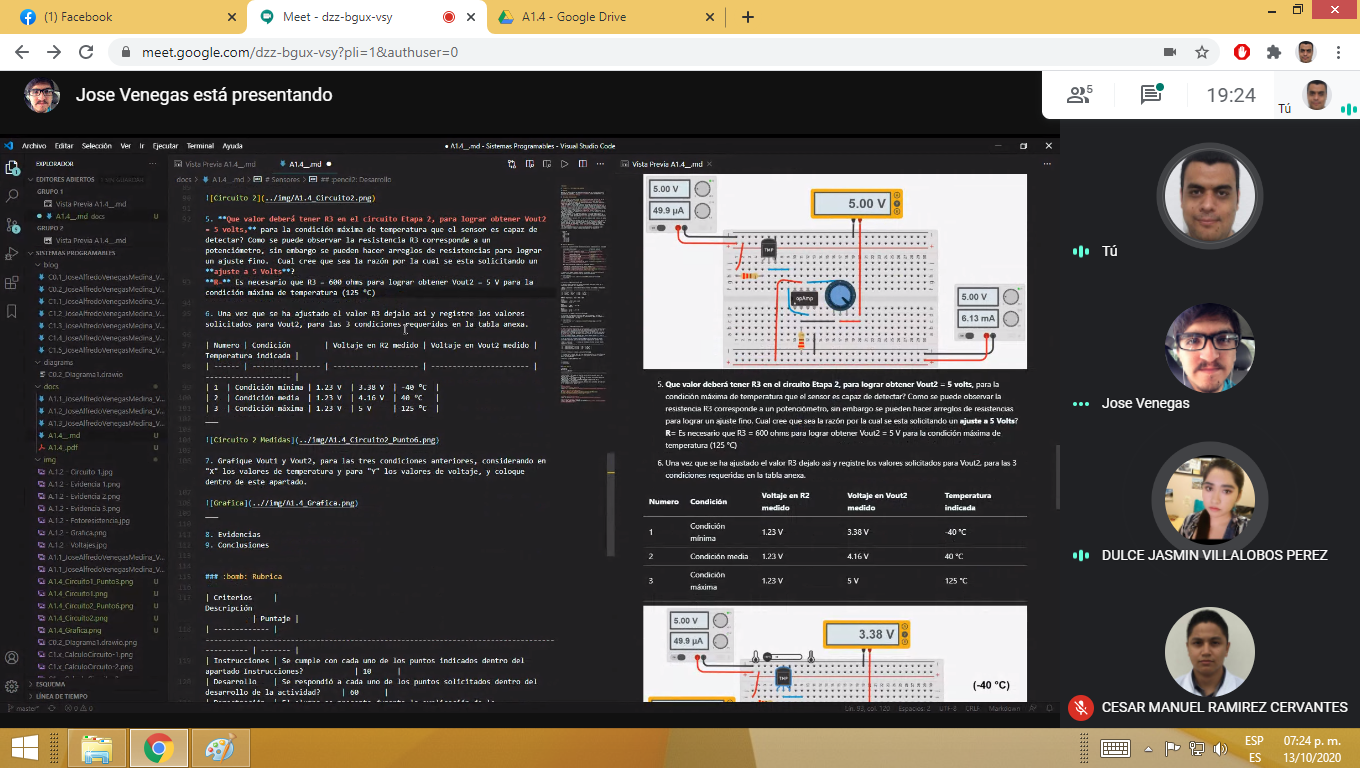 (1) Facebook
Meet - dzz-bgux-vsy
A1.4 - Google Drive
meet.google.com/dzz-bgux-vsy?pli=1&authuser=0
Jose Venegas está presentando
5
19:24
Tú
Archivo Editar Selección Ver Ir Ejecutar Terminal Ayuda
● A1.4__.md - Sistemas Programables - Visual Studio Code
EXPLORADOR
EDITORES ABIERTOS 1 SIN GUARDAR
GRUPO 1
Vista Previa A1.4__.md
A1.4__.md docs U
GRUPO 2
Vista Previa A1.4__.md
SISTEMAS PROGRAMABLES
blog
C0.1_JoseAlfredoVenegasMedina_V...
C0.2_JoseAlfredoVenegasMedina_V...
C1.1_JoseAlfredoVenegasMedina_V...
C1.2_JoseAlfredoVenegasMedina_V...
C1.3_JoseAlfredoVenegasMedina_V...
C1.4_JoseAlfredoVenegasMedina_V...
C1.5_JoseAlfredoVenegasMedina_V...
diagrama
C0.2_Diagrama1.drawio
docs
A1.1_JoseAlfredoVenegasMedina_V...
A1.2_JoseAlfredoVenegasMedina_V...
A1.3_JoseAlfredoVenegasMedina_V...
A1.4__.md U
A1.4_.pdf U
img
A.1.2 - Circuito 1.jpg
A.1.2 - Evidencia 1.png
A.1.2 - Evidencia 2.png
A.1.2 - Evidencia 3.png
A.1.2 - Fotoresistencia.jpg
A.1.2 - Grafica.png
A.1.2 - Voltajes.jpg
A1.1_JoseAlfredoVenegasMedina_V...
A1.4_Circuito1_Punto3.png U
A1.4_Circuito1.png U
A1.4_Circuito2_Punto6.png U
A1.4_Circuito2.png U
A1.4_Grafica.png U
C0.2_Diagrama1.drawio.png
C1.x_CalculoCircuito-1.png
C1.x_CalculoCircuito-2.png
ESQUEMA
LÍNEA DE TIEMPO
Vista Previa A1.4__.md
A1.4__.md ●
docs > A1.4__.md > # Sensores > ## :pencil2: Desarrollo
![Circuito 2](../img/A1.4_Circuito2.png)
5. **Que valor deberá tener R3 en el circuito Etapa 2, para lograr obtener Vout2
= 5 volts,** para la condición máxima de temperatura que el sensor es capaz de
detectar? Como se puede observar la resistencia R3 corresponde a un
potenciómetro, sin embargo se pueden hacer arreglos de resistencias para lograr
un ajuste fino. Cual cree que sea la razón por la cual se esta solicitando un
**ajuste a 5 Volts**?
**R=** Es necesario que R3 = 600 ohms para lograr obtener Vout2 = 5 V para la
condición máxima de temperatura (125 °C)
6. Una vez que se ha ajustado el valor R3 dejalo asi y registre los valores
solicitados para Vout2, para las 3 condiciones requeridas en la tabla anexa.
| Numero | Condición | Voltaje en R2 medido | Voltaje en Vout2 medido |
Temperatura indicada |
| ------ | ---------------- | -------------------- | ----------------------- |
-------------------- |
| 1 | Condición mínima | 1.23 V | 3.38 V | -40 °C |
| 2 | Condición media | 1.23 V | 4.16 V | 40 °C |
| 3 | Condición máxima | 1.23 V | 5 V | 125 °C |
![Circuito 2 Medidas](../img/A1.4_Circuito2_Punto6.png)
7. Grafique Vout1 y Vout2, para las tres condiciones anteriores, considerando en
"X" los valores de temperatura y para "Y" los valores de voltaje, y coloque
dentro de este apartado.
![Grafica](..//img/A1.4_Grafica.png)
8. Evidencias
9. Conclusiones
### :bomb: Rubrica
| Criterios |
Descripción
| Puntaje |
| Instrucciones | Se cumple con cada uno de los puntos indicados dentro del
apartado Instrucciones? | 10 |
| Desarrollo | Se respondió a cada uno de los puntos solicitados dentro del
desarrollo de la actividad? | 60 |
Vista Previa A1.4__.md
5.00 V
49.9 µA
5.00 V
TMP
opAmp
5.00 V
6.13 mA
5. Que valor deberá tener R3 en el circuito Etapa 2, para lograr obtener Vout2 = 5 volts, para la
condición máxima de temperatura que el sensor es capaz de detectar? Como se puede observar la
resistencia R3 corresponde a un potenciómetro, sin embargo se pueden hacer arreglos de resistencias
para lograr un ajuste fino. Cual cree que sea la razón por la cual se esta solicitando un ajuste a 5 Volts?
R= Es necesario que R3 = 600 ohms para lograr obtener Vout2 = 5 V para la condición máxima de
temperatura (125 °C)
6. Una vez que se ha ajustado el valor R3 dejalo asi y registre los valores solicitados para Vout2, para las 3
condiciones requeridas en la tabla anexa.
Numero Condición Voltaje en R2 medido Voltaje en Vout2 medido Temperatura indicada
1 Condición mínima 1.23 V 3.38 V -40 °C
2 Condición media 1.23 V 4.16 V 40 °C
3 Condición máxima 1.23 V 5 V 125 °C
5.00 V
49.9 µA
3.38 V
TMP
(-40 °C)
master*
0 0
Lín. 93, col. 120 Espacios: 2 UTF-8 CRLF Markdown
Tú
Jose Venegas
DULCE JASMIN VILLALOBOS PEREZ
CESAR MANUEL RAMIREZ CERVANTES
ESP
ES
07:24 p. m.
13/10/2020